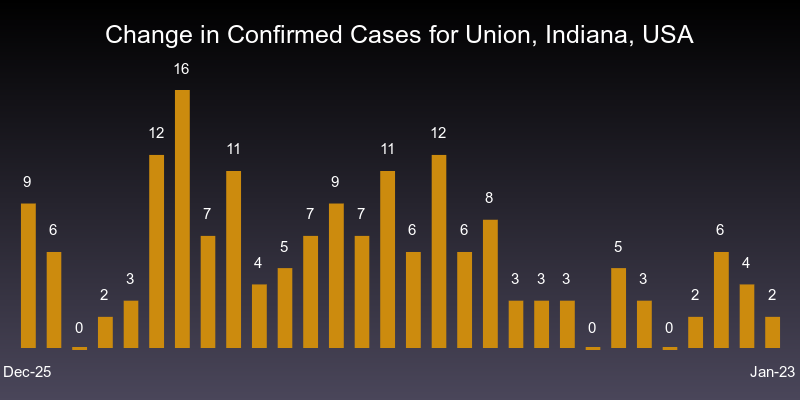 Change in Confirmed Cases for Union, Indiana, USA
9 6 0 2 3 12 16 7 11 4 5 7 9 7 11 6 12 6 8 3 3 3 0 5 3 0 2 6 4 2
Dec-25 Jan-23